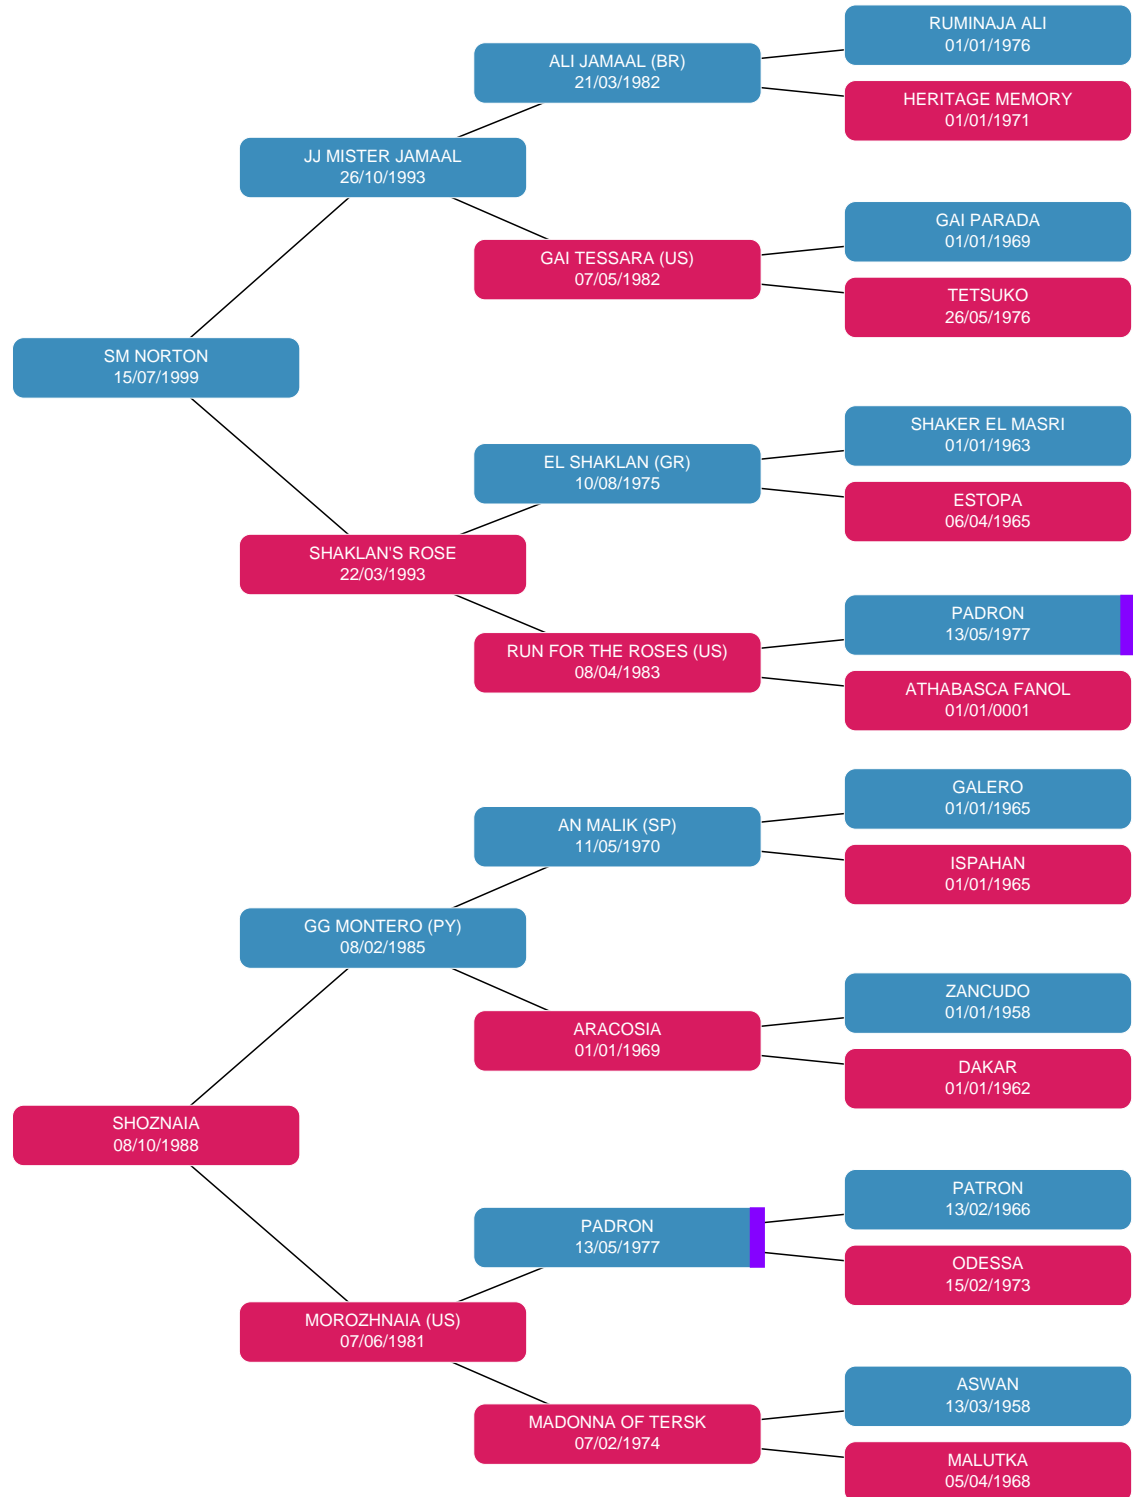 RUMINAJA ALI
01/01/1976
ALI JAMAAL (BR)
21/03/1982
HERITAGE MEMORY
01/01/1971
JJ MISTER JAMAAL
26/10/1993
GAI PARADA
01/01/1969
GAI TESSARA (US)
07/05/1982
TETSUKO
26/05/1976
SM NORTON
15/07/1999
SHAKER EL MASRI
01/01/1963
EL SHAKLAN (GR)
10/08/1975
ESTOPA
06/04/1965
SHAKLAN'S ROSE
22/03/1993
PADRON
13/05/1977
RUN FOR THE ROSES (US)
08/04/1983
ATHABASCA FANOL
01/01/0001
GALERO
01/01/1965
AN MALIK (SP)
11/05/1970
ISPAHAN
01/01/1965
GG MONTERO (PY)
08/02/1985
ZANCUDO
01/01/1958
ARACOSIA
01/01/1969
DAKAR
01/01/1962
SHOZNAIA
08/10/1988
PATRON
13/02/1966
PADRON
13/05/1977
ODESSA
15/02/1973
MOROZHNAIA (US)
07/06/1981
ASWAN
13/03/1958
MADONNA OF TERSK
07/02/1974
MALUTKA
05/04/1968